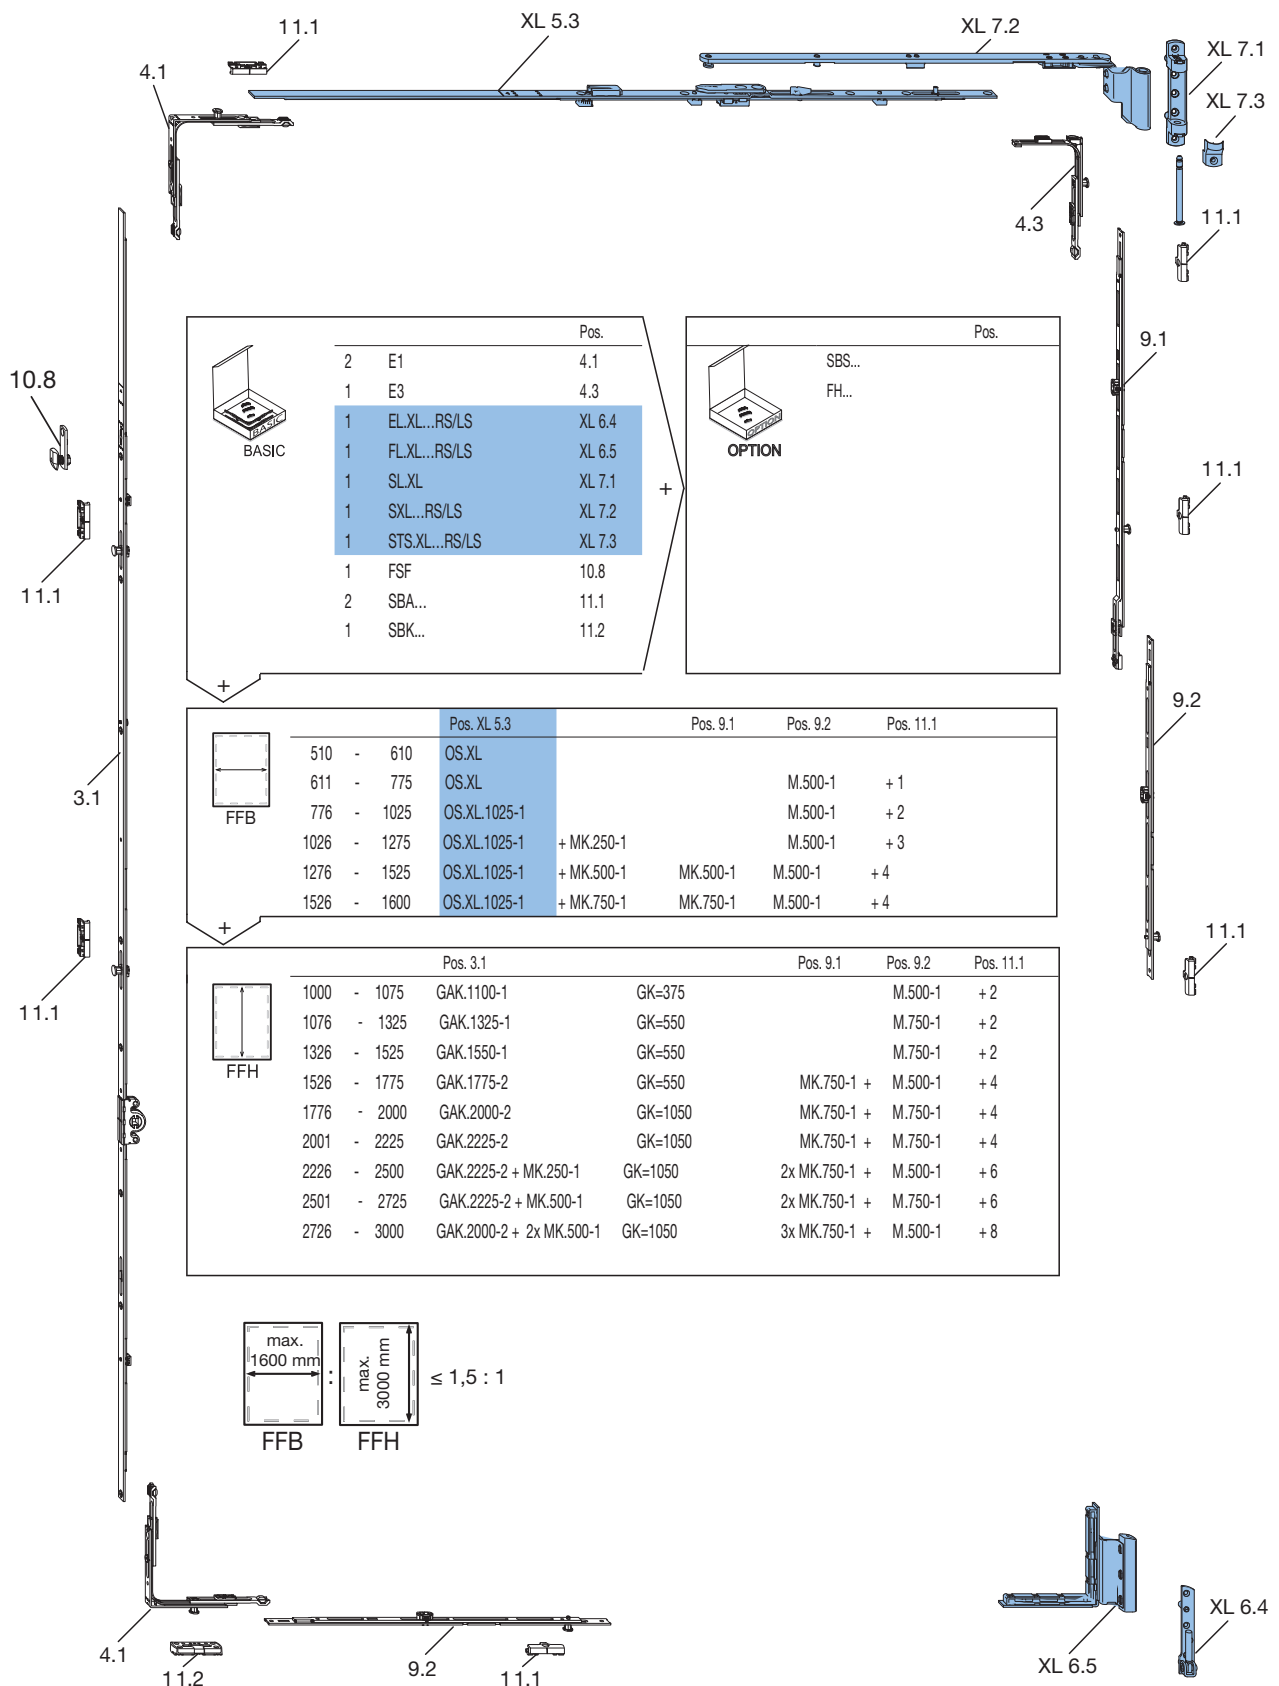 11.1
XL 5.3
XL 7.2
XL 7.1
4.1
XL 7.3
4.3
11.1
9.1
10.8
11.1
11.1
3.1
9.2
11.1
11.1
BASIC
BASIC
Pos.
2 E1 4.1
1 E3 4.3
1 EL.XL...RS/LS XL 6.4
1 FL.XL...RS/LS XL 6.5
1 SL.XL XL 7.1
1 SXL...RS/LS XL 7.2
1 STS.XL...RS/LS XL 7.3
1 FSF 10.8
2 SBA... 11.1
1 SBK... 11.2
+
OPTION
OPTION
Pos.
SBS...
FH...
+
FFB
Pos. XL 5.3 Pos. 9.1 Pos. 9.2 Pos. 11.1
510 - 610 OS.XL
611 - 775 OS.XL M.500-1 + 1
776 - 1025 OS.XL.1025-1 M.500-1 + 2
1026 - 1275 OS.XL.1025-1 + MK.250-1 M.500-1 + 3
1276 - 1525 OS.XL.1025-1 + MK.500-1 MK.500-1 M.500-1 + 4
1526 - 1600 OS.XL.1025-1 + MK.750-1 MK.750-1 M.500-1 + 4
+
FFH
Pos. 3.1 Pos. 9.1 Pos. 9.2 Pos. 11.1
1000 - 1075 GAK.1100-1 GK=375 M.500-1 + 2
1076 - 1325 GAK.1325-1 GK=550 M.750-1 + 2
1326 - 1525 GAK.1550-1 GK=550 M.750-1 + 2
1526 - 1775 GAK.1775-2 GK=550 MK.750-1 + M.500-1 + 4
1776 - 2000 GAK.2000-2 GK=1050 MK.750-1 + M.750-1 + 4
2001 - 2225 GAK.2225-2 GK=1050 MK.750-1 + M.750-1 + 4
2226 - 2500 GAK.2225-2 + MK.250-1 GK=1050 2x MK.750-1 + M.500-1 + 6
2501 - 2725 GAK.2225-2 + MK.500-1 GK=1050 2x MK.750-1 + M.750-1 + 6
2726 - 3000 GAK.2000-2 + 2x MK.500-1 GK=1050 3x MK.750-1 + M.500-1 + 8
max.
1600 mm
:
max.
3000 mm
≤ 1,5 : 1
FFB
FFH
4.1
11.2
9.2
11.1
XL 6.5
XL 6.4